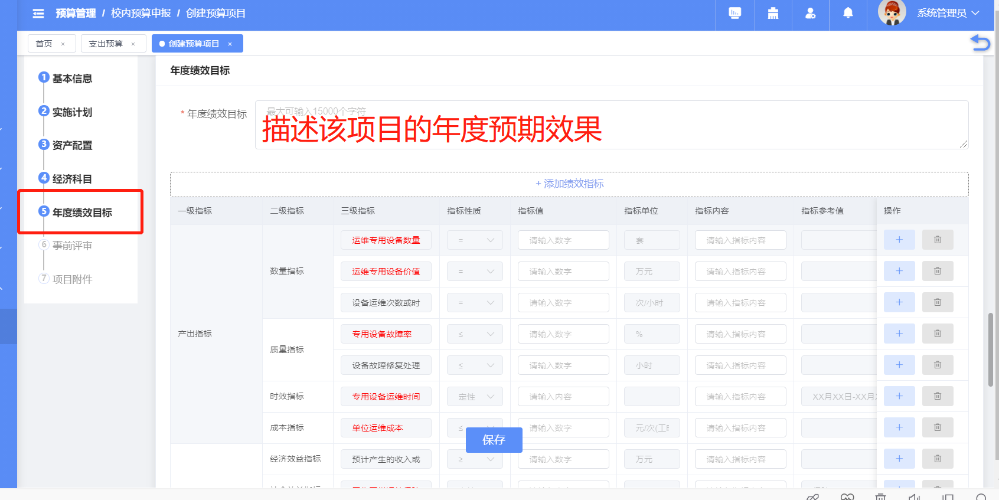 预算管理 / 校内预算申报 / 创建预算项目
系统管理员
首页 ×
支出预算 ×
创建预算项目 ×
1 基本信息
2 实施计划
3 资产配置
4 经济科目
5 年度绩效目标
6 事前评审
7 项目附件
年度绩效目标
* 年度绩效目标
最大可输入15000个字符
描述该项目的年度预期效果
+ 添加绩效指标
一级指标 二级指标 三级指标 指标性质 指标值 指标单位 指标内容 指标参考值 操作
产出指标
数量指标
运维专用设备数量 = 请输入数字 套 请输入指标内容 +
运维专用设备价值 = 请输入数字 万元 请输入指标内容 +
设备运维次数或时 = 请输入数字 次/小时 请输入指标内容 +
质量指标
专用设备故障率 ≤ 请输入数字 % 请输入指标内容 +
设备故障修复处理 ≤ 请输入数字 小时 请输入指标内容 +
时效指标 专用设备运维时间 定性 请输入内容 请输入指标内容 XX月XX日-XX月 +
成本指标 单位运维成本 ≤ 请输入数字 元/次(工 请输入指标内容 +
经济效益指标 预计产生的收入或 ≥ 请输入数字 万元 请输入指标内容 +
保存